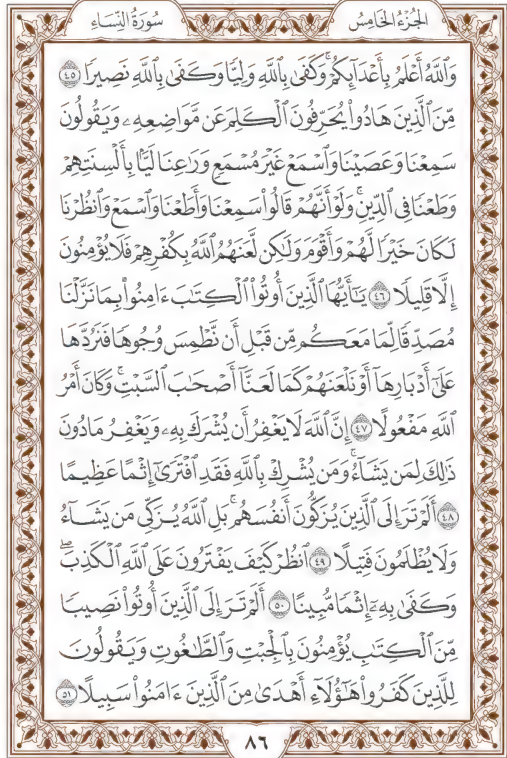 سُورَةُ النِّسَاءِ الجُزْءُ الخَامِسُ
وَٱللَّهُ أَعْلَمُ بِأَعْدَآئِكُمْۚ وَكَفَىٰ بِٱللَّهِ وَلِيًّا وَكَفَىٰ بِٱللَّهِ نَصِيرًا ٤٥
مِّنَ ٱلَّذِينَ هَادُوا۟ يُحَرِّفُونَ ٱلْكَلِمَ عَن مَّوَاضِعِهِۦ وَيَقُولُونَ
سَمِعْنَا وَعَصَيْنَا وَٱسْمَعْ غَيْرَ مُسْمَعٍ وَرَٰعِنَا لَيًّۢا بِأَلْسِنَتِهِمْ
وَطَعْنًا فِى ٱلدِّينِۚ وَلَوْ أَنَّهُمْ قَالُوا۟ سَمِعْنَا وَأَطَعْنَا وَٱسْمَعْ وَٱنظُرْنَا
لَكَانَ خَيْرًا لَّهُمْ وَأَقْوَمَ وَلَٰكِن لَّعَنَهُمُ ٱللَّهُ بِكُفْرِهِمْ فَلَا يُؤْمِنُونَ
إِلَّا قَلِيلًا ٤٦ يَٰٓأَيُّهَا ٱلَّذِينَ أُوتُوا۟ ٱلْكِتَٰبَ ءَامِنُوا۟ بِمَا نَزَّلْنَا
مُصَدِّقًا لِّمَا مَعَكُم مِّن قَبْلِ أَن نَّطْمِسَ وُجُوهًا فَنَرُدَّهَا
عَلَىٰٓ أَدْبَارِهَآ أَوْ نَلْعَنَهُمْ كَمَا لَعَنَّآ أَصْحَٰبَ ٱلسَّبْتِۚ وَكَانَ أَمْرُ
ٱللَّهِ مَفْعُولًا ٤٧ إِنَّ ٱللَّهَ لَا يَغْفِرُ أَن يُشْرَكَ بِهِۦ وَيَغْفِرُ مَا دُونَ
ذَٰلِكَ لِمَن يَشَآءُۚ وَمَن يُشْرِكْ بِٱللَّهِ فَقَدِ ٱفْتَرَىٰٓ إِثْمًا عَظِيمًا
٤٨ أَلَمْ تَرَ إِلَى ٱلَّذِينَ يُزَكُّونَ أَنفُسَهُمۚ بَلِ ٱللَّهُ يُزَكِّى مَن يَشَآءُ
وَلَا يُظْلَمُونَ فَتِيلًا ٤٩ ٱنظُرْ كَيْفَ يَفْتَرُونَ عَلَى ٱللَّهِ ٱلْكَذِبَۖ
وَكَفَىٰ بِهِۦٓ إِثْمًا مُّبِينًا ٥٠ أَلَمْ تَرَ إِلَى ٱلَّذِينَ أُوتُوا۟ نَصِيبًا
مِّنَ ٱلْكِتَٰبِ يُؤْمِنُونَ بِٱلْجِبْتِ وَٱلطَّٰغُوتِ وَيَقُولُونَ
لِلَّذِينَ كَفَرُوا۟ هَٰٓؤُلَآءِ أَهْدَىٰ مِنَ ٱلَّذِينَ ءَامَنُوا۟ سَبِيلًا ٥١
٨٦